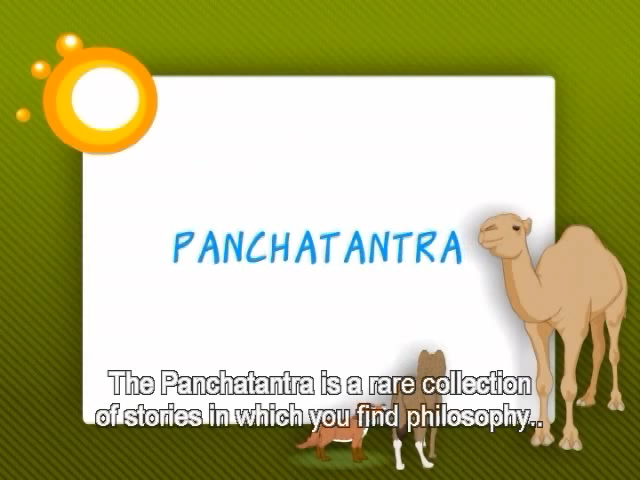 PANCHATANTRA
The Panchatantra is a rare collection
of stories in which you find philosophy..